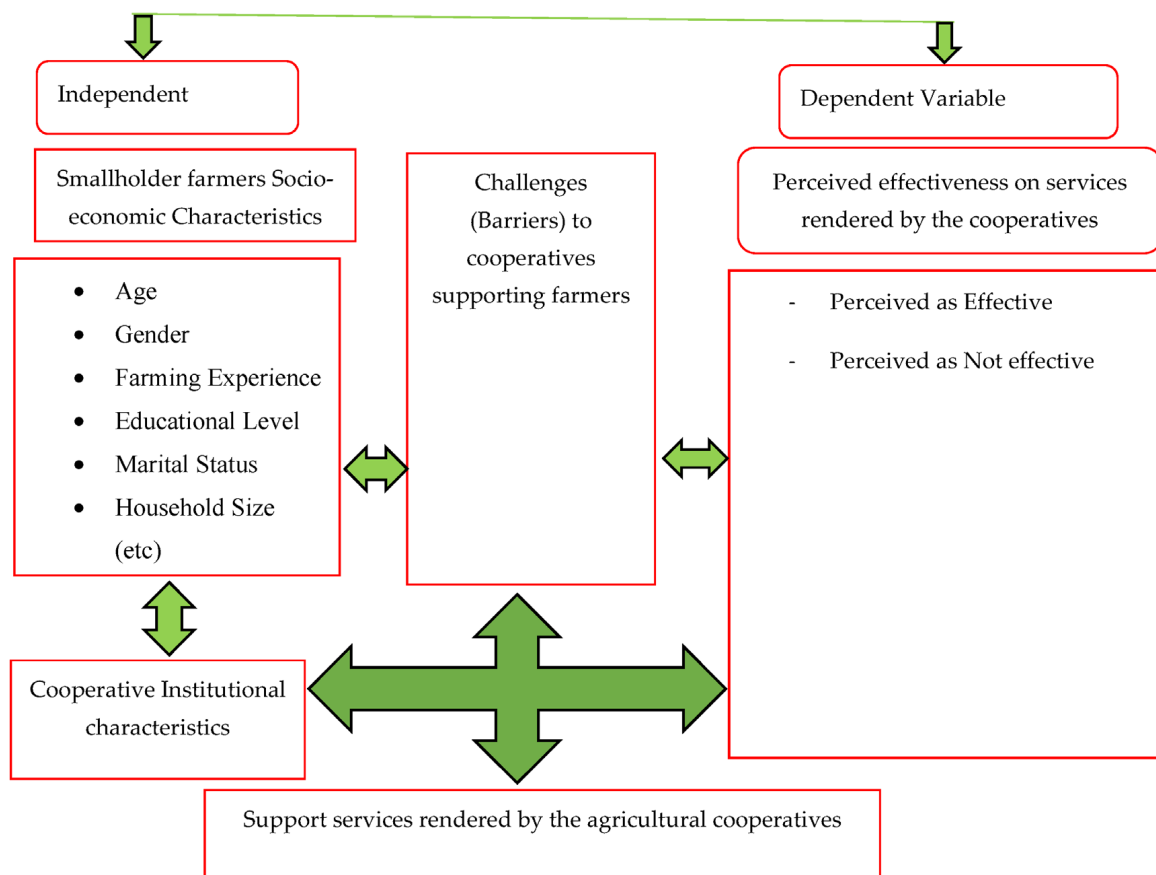 Independent
Dependent Variable
Smallholder farmers Socio-
economic Characteristics
Challenges
(Barriers) to
cooperatives
supporting farmers
Perceived effectiveness on services
rendered by the cooperatives
• Age
• Gender
• Farming Experience
• Educational Level
• Marital Status
• Household Size
(etc)
- Perceived as Effective
- Perceived as Not effective
Cooperative Institutional
characteristics
Support services rendered by the agricultural cooperatives